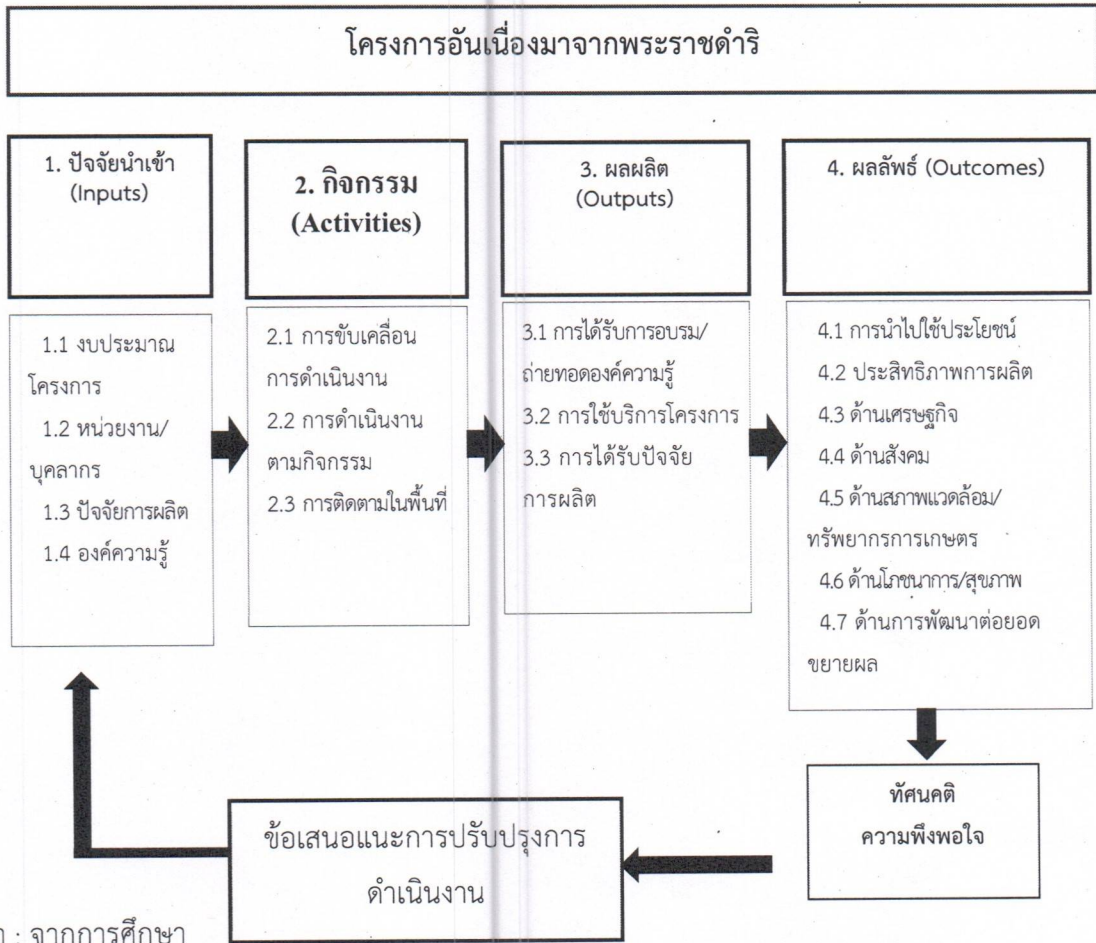 โครงการอันเนื่องมาจากพระราชดำริ
1. ปัจจัยนำเข้า
(Inputs)
2. กิจกรรม
(Activities)
3. ผลผลิต
(Outputs)
4. ผลลัพธ์ (Outcomes)
1.1 งบประมาณ
โครงการ
1.2 หน่วยงาน/
บุคลากร
1.3 ปัจจัยการผลิต
1.4 องค์ความรู้
2.1 การขับเคลื่อน
การดำเนินงาน
2.2 การดำเนินงาน
ตามกิจกรรม
2.3 การติดตามในพื้นที่
3.1 การได้รับการอบรม/
ถ่ายทอดองค์ความรู้
3.2 การใช้บริการโครงการ
3.3 การได้รับปัจจัย
การผลิต
4.1 การนำไปใช้ประโยชน์
4.2 ประสิทธิภาพการผลิต
4.3 ด้านเศรษฐกิจ
4.4 ด้านสังคม
4.5 ด้านสภาพแวดล้อม/
ทรัพยากรการเกษตร
4.6 ด้านโภชนาการ/สุขภาพ
4.7 ด้านการพัฒนาต่อยอด
ขยายผล
ทัศนคติ
ความพึงพอใจ
ข้อเสนอแนะการปรับปรุงการ
ดำเนินงาน
: จากการศึกษา